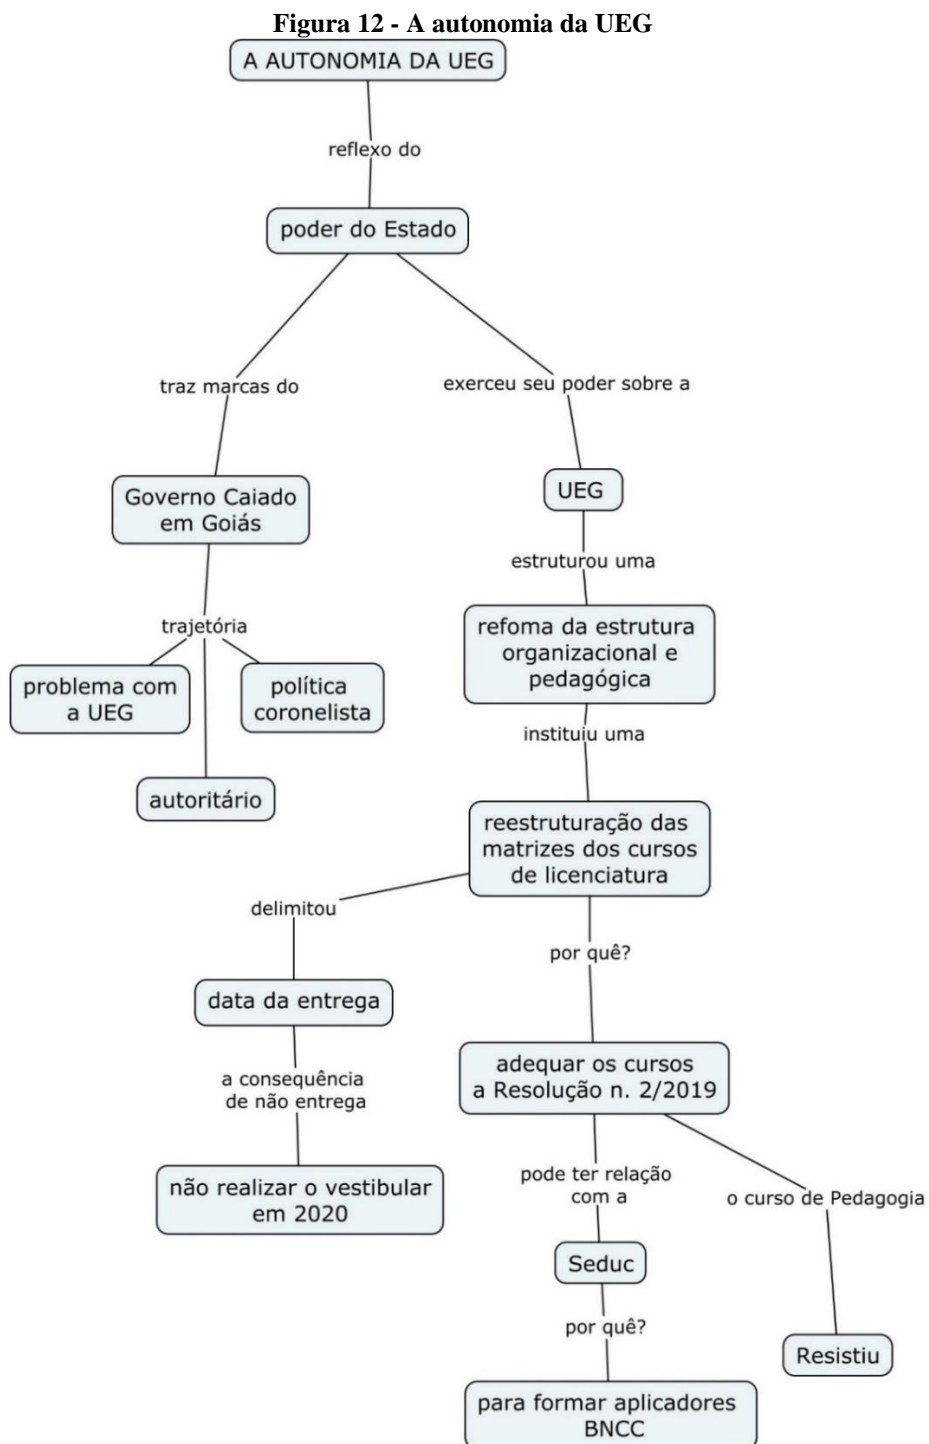 Figura 12 - A autonomia da UEG
A AUTONOMIA DA UEG
reflexo do
poder do Estado
traz marcas do
exerceu seu poder sobre a
Governo Caiado
em Goiás
UEG
estruturou uma
trajetória
refoma da estrutura
organizacional e
pedagógica
problema com
a UEG
política
coronelista
autoritário
instituiu uma
reestruturação das
matrizes dos cursos
de licenciatura
delimitou
por quê?
data da entrega
adequar os cursos
a Resolução n. 2/2019
a consequência
de não entrega
não realizar o vestibular
em 2020
pode ter relação
com a
o curso de Pedagogia
Seduc
por quê?
Resistiu
para formar aplicadores
BNCC